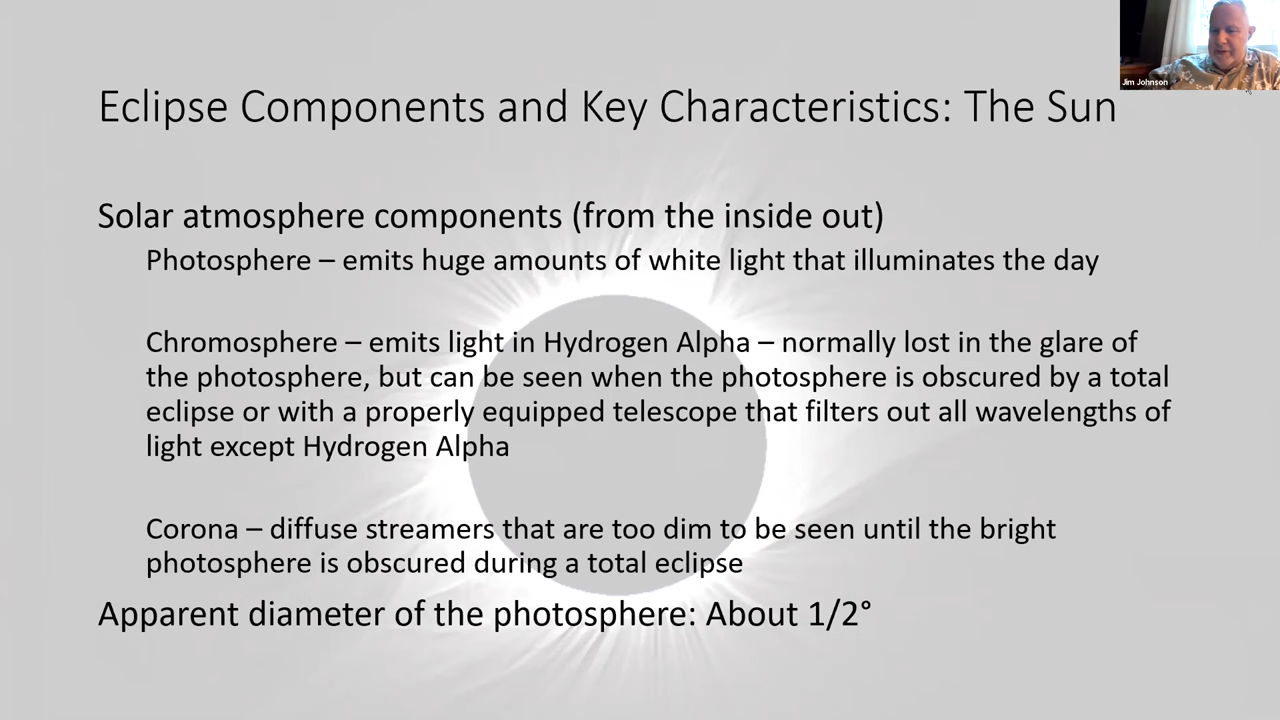 Jim Johnson
Eclipse Components and Key Characteristics: The Sun
Solar atmosphere components (from the inside out)
Photosphere – emits huge amounts of white light that illuminates the day
Chromosphere – emits light in Hydrogen Alpha – normally lost in the glare of
the photosphere, but can be seen when the photosphere is obscured by a total
eclipse or with a properly equipped telescope that filters out all wavelengths of
light except Hydrogen Alpha
Corona – diffuse streamers that are too dim to be seen until the bright
photosphere is obscured during a total eclipse
Apparent diameter of the photosphere: About 1/2°